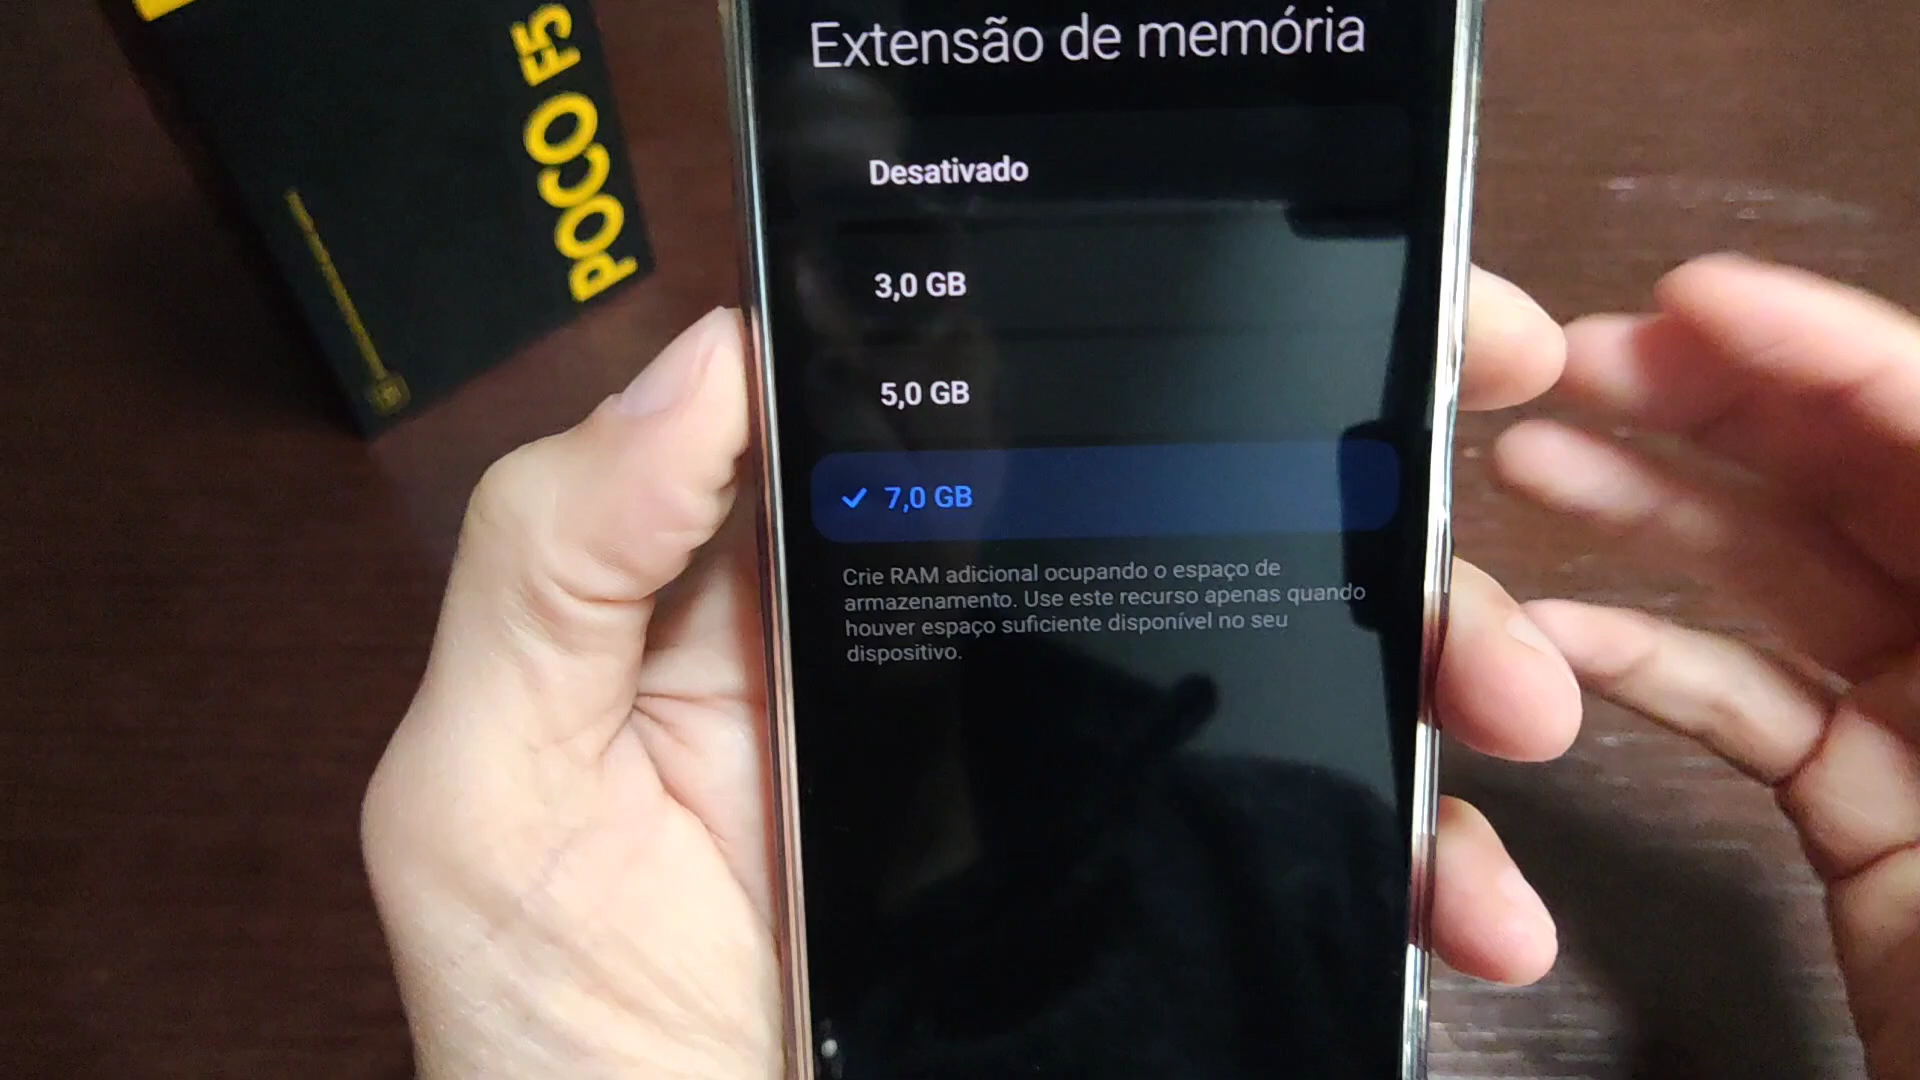 POCO F5
Extensão de memória
Desativado
3,0 GB
5,0 GB
7,0 GB
Crie RAM adicional ocupando o espaço de
armazenamento. Use este recurso apenas quando
houver espaço suficiente disponível no seu
dispositivo.